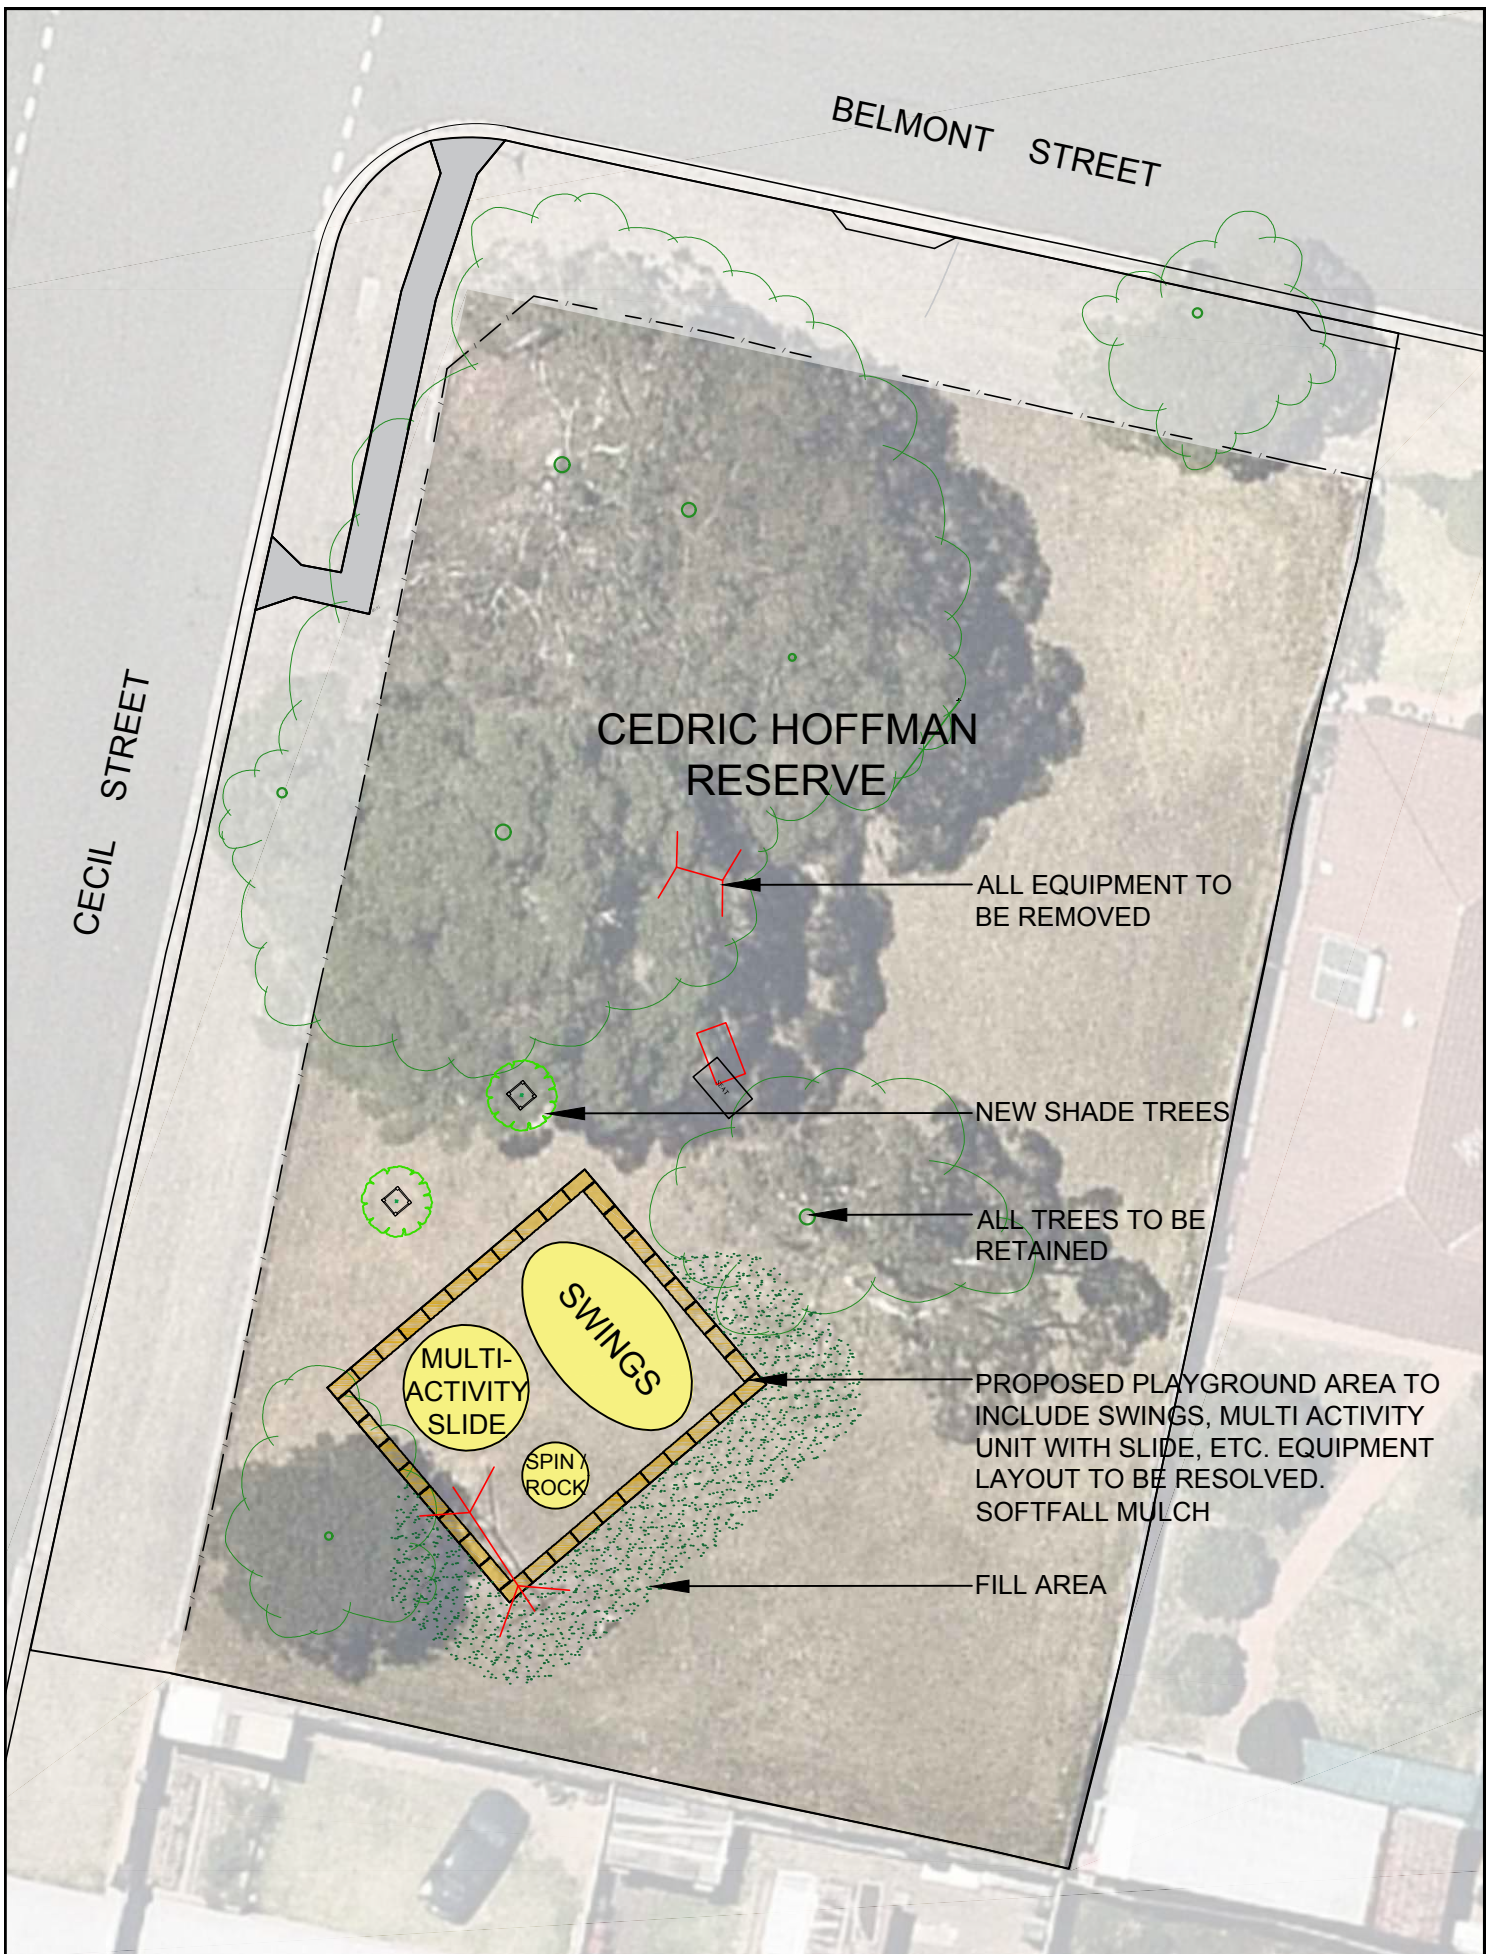 BELMONT STREET
CECIL STREET
CEDRIC HOFFMAN
RESERVE
ALL EQUIPMENT TO
BE REMOVED
SEAT
NEW SHADE TREES
ALL TREES TO BE
RETAINED
SWINGS
MULTI-
ACTIVITY
SLIDE
SPIN /
ROCK
PROPOSED PLAYGROUND AREA TO
INCLUDE SWINGS, MULTI ACTIVITY
UNIT WITH SLIDE, ETC. EQUIPMENT
LAYOUT TO BE RESOLVED.
SOFTFALL MULCH
FILL AREA